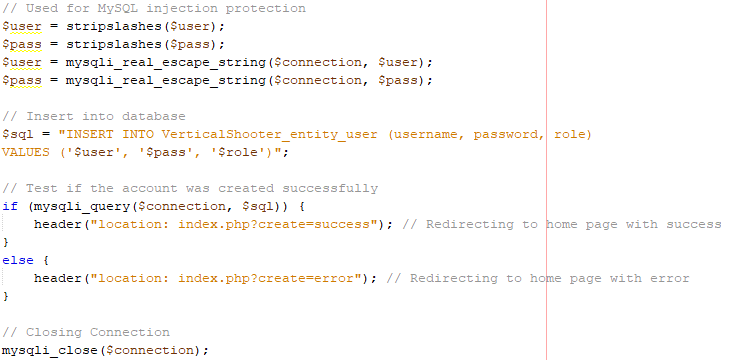 // Used for MySQL injection protection
$user = stripslashes($user);
$pass = stripslashes($pass);
$user = mysqli_real_escape_string($connection, $user);
$pass = mysqli_real_escape_string($connection, $pass);
// Insert into database
$sql = "INSERT INTO VerticalShooter_entity_user (username, password, role)
VALUES ('$user', '$pass', '$role')";
// Test if the account was created successfully
if (mysqli_query($connection, $sql)) {
header("location: index.php?create=success"); // Redirecting to home page with success
}
else {
header("location: index.php?create=error"); // Redirecting to home page with error
}
// Closing Connection
mysqli_close($connection);